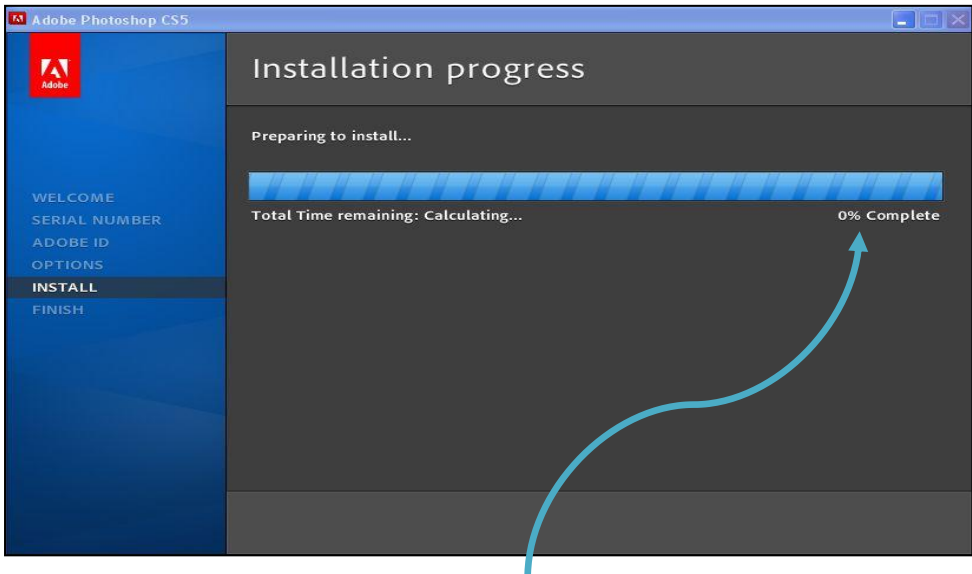 Adobe Photoshop CS5
Adobe
Installation progress
Preparing to install...
Total Time remaining: Calculating...
0% Complete
WELCOME
SERIAL NUMBER
ADOBE ID
OPTIONS
INSTALL
FINISH